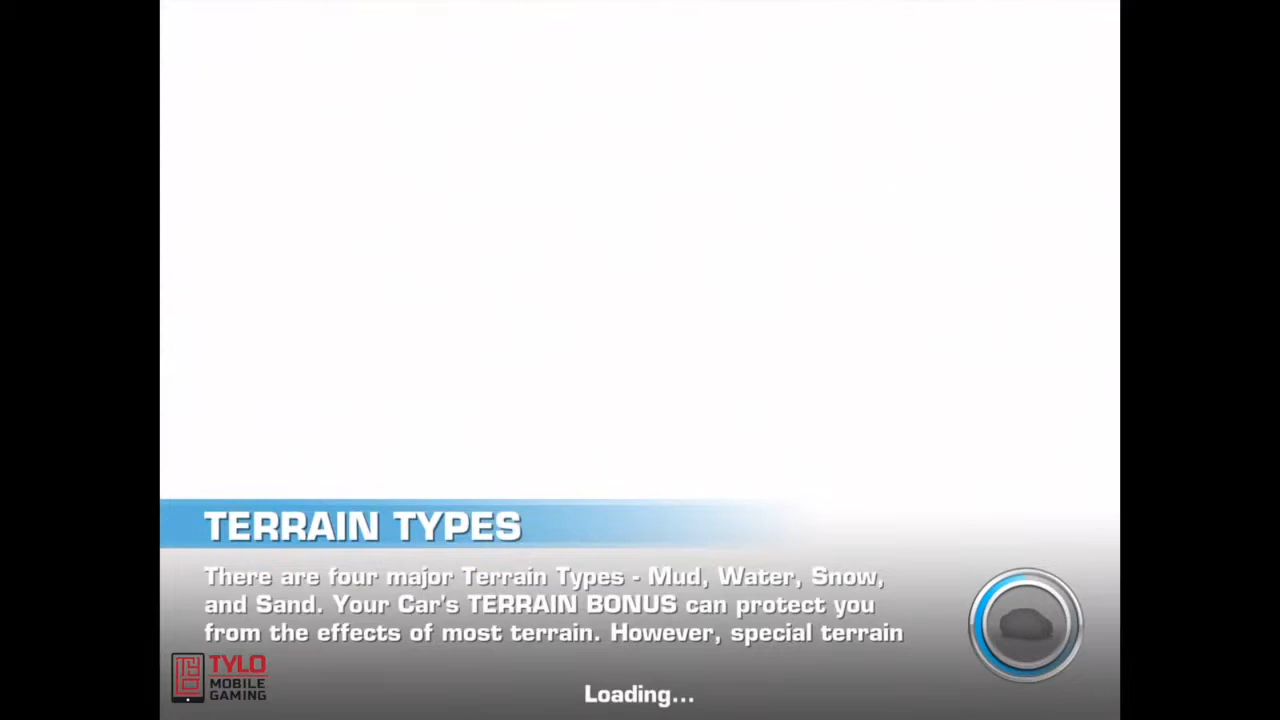 TERRAIN TYPES
There are four major Terrain Types - Mud, Water, Snow,
and Sand. Your Car's TERRAIN BONUS can protect you
from the effects of most terrain. However, special terrain
TYLO
MOBILE
GAMING
Loading...